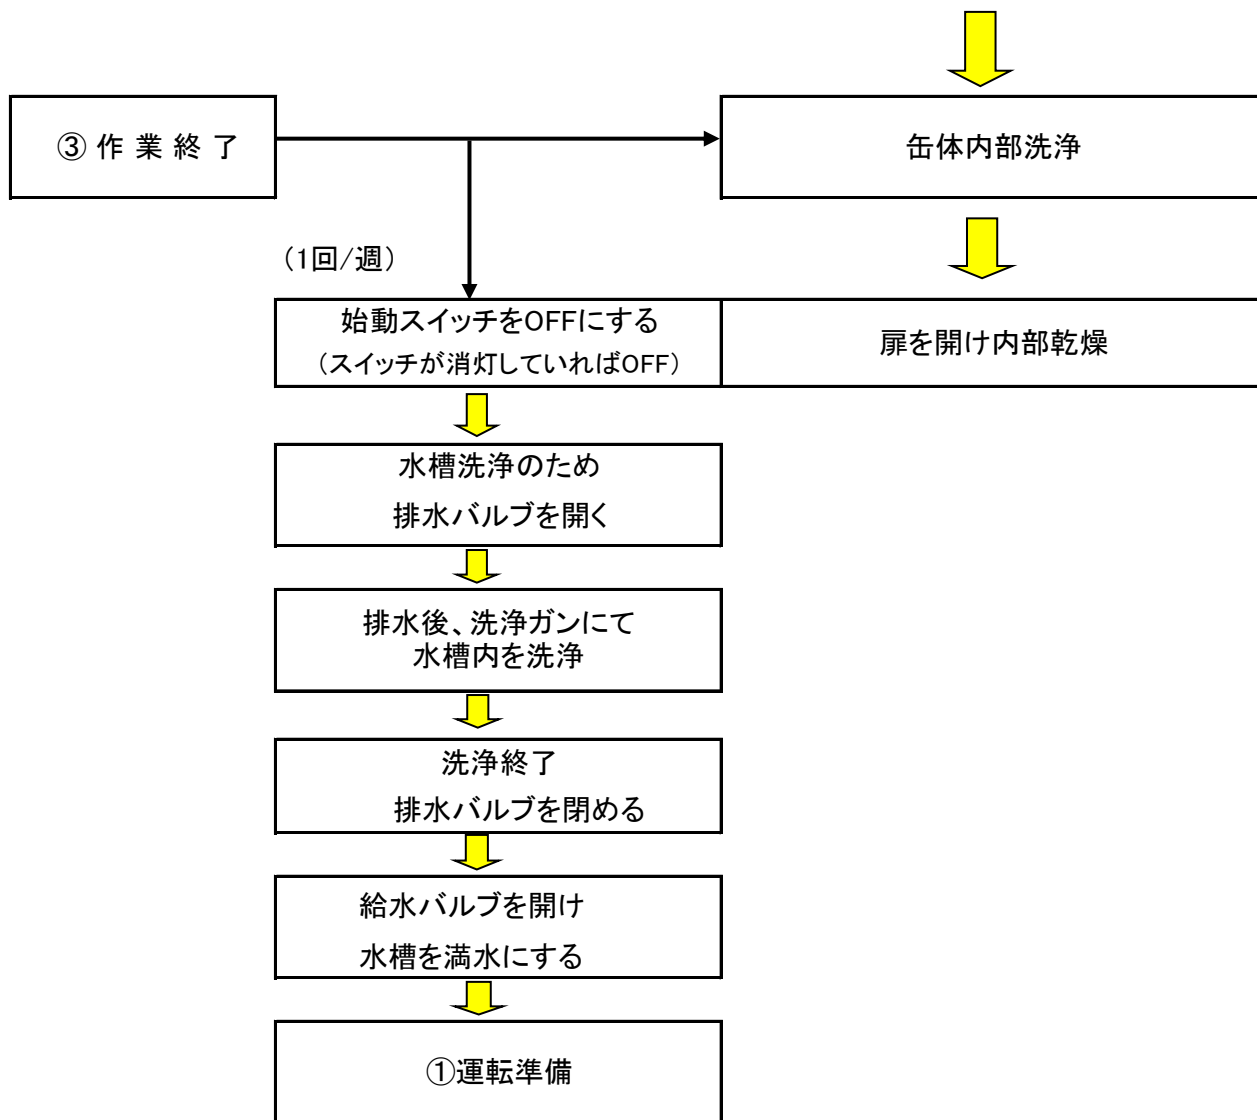 ③ 作 業 終 了
缶体内部洗浄
（1回/週）
始動スイッチをOFFにする
（スイッチが消灯していればOFF）
扉を開け内部乾燥
水槽洗浄のため
排水バルブを開く
排水後、洗浄ガンにて
水槽内を洗浄
洗浄終了
排水バルブを閉める
給水バルブを開け
水槽を満水にする
①運転準備